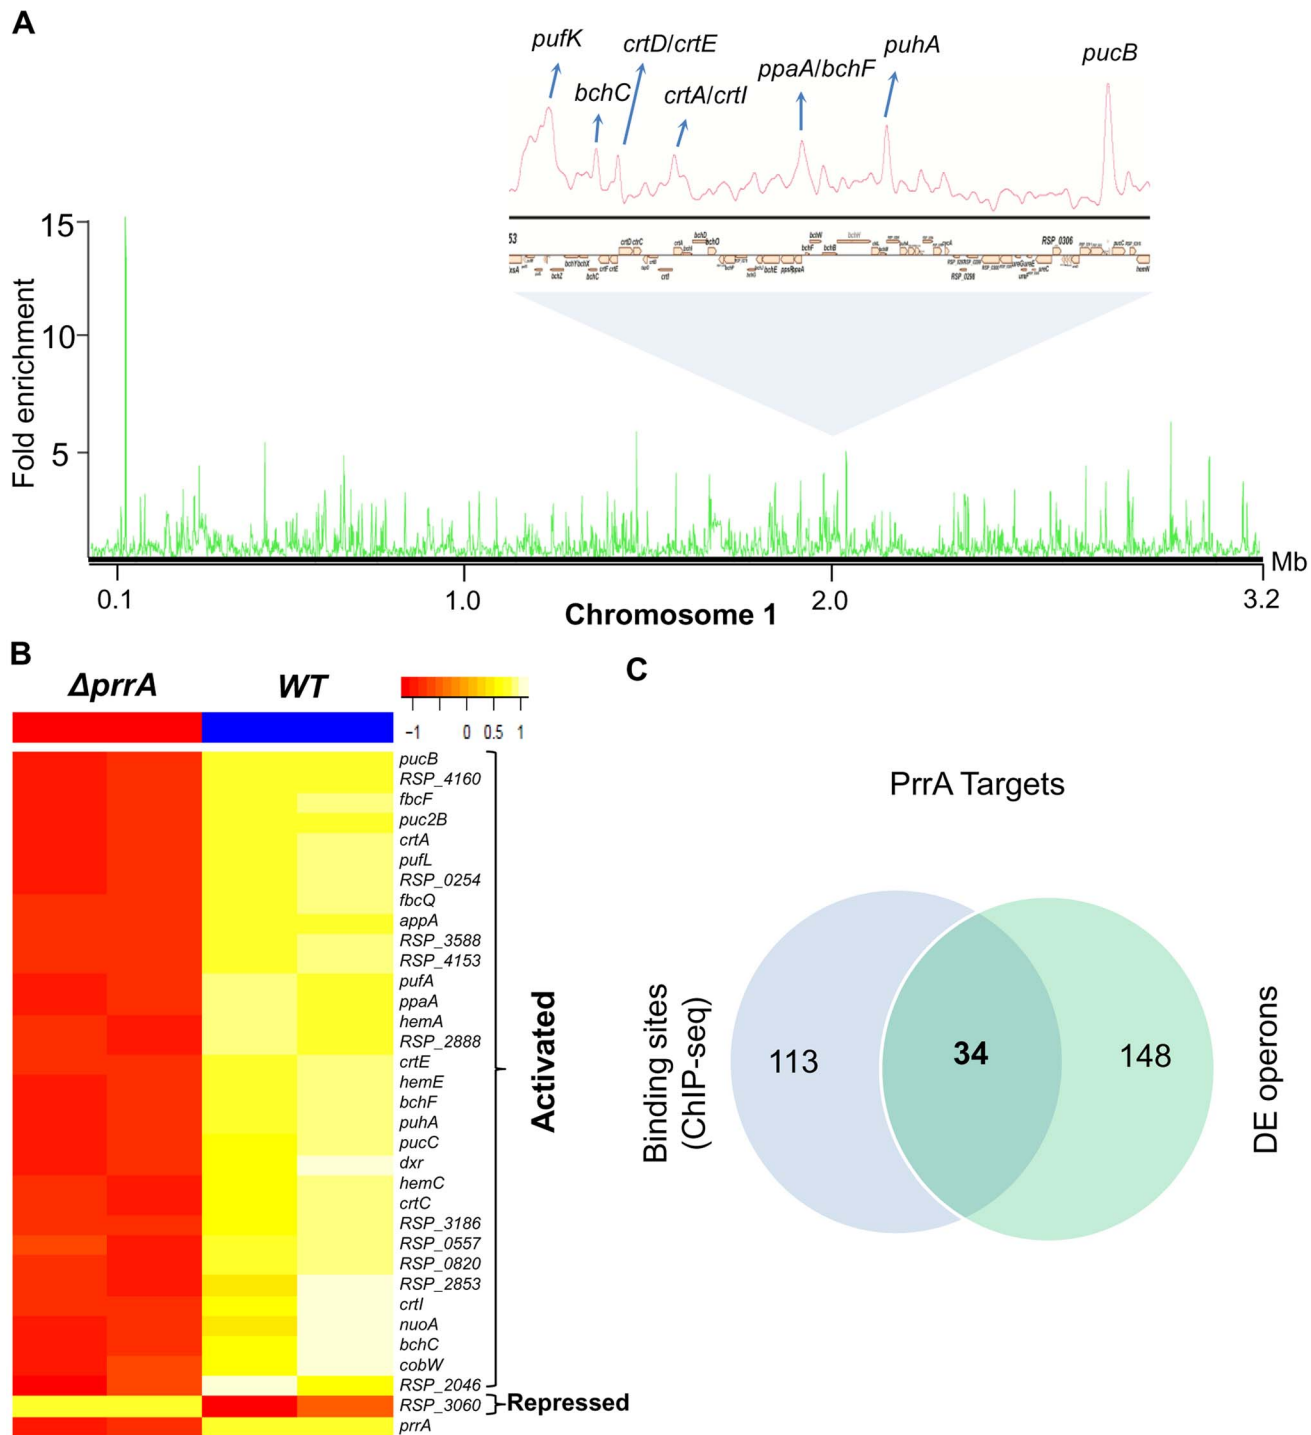 A
pufK
crtD/crtE
puhA
pucB
ppaA/bchF
bchC
crtA/crtI
53
RSP_0306
RSP_0298
Fold enrichment
15
10
5
Mb
0.1
1.0
2.0
3.2
Chromosome 1
B
C
ΔprrA
WT
−1 0 0.5 1
pucB
RSP_4160
fbcF
puc2B
crtA
pufL
RSP_0254
fbcQ
appA
RSP_3588
RSP_4153
pufA
ppaA
hemA
RSP_2888
crtE
hemE
bchF
puhA
pucC
dxr
hemC
crtC
RSP_3186
RSP_0557
RSP_0820
RSP_2853
crtI
nuoA
bchC
cobW
RSP_2046
RSP_3060
prrA
Activated
Repressed
PrrA Targets
Binding sites
(ChIP-seq)
113
34
148
DE operons